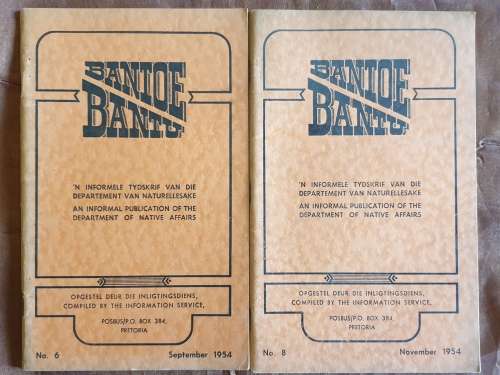 BANTOE
BANTU
'N INFORMELE TYDSKRIF VAN DIE
DEPARTEMENT VAN NATURELLESAKE
AN INFORMAL PUBLICATION OF THE
DEPARTMENT OF NATIVE AFFAIRS
OPGESTEL DEUR DIE INLIGTINGSDIENS,
COMPILED BY THE INFORMATION SERVICE,
POSBUS/P.O. BOX 384,
PRETORIA
No. 6 September 1954
BANTOE
BANTU
'N INFORMELE TYDSKRIF VAN DIE
DEPARTEMENT VAN NATURELLESAKE
AN INFORMAL PUBLICATION OF THE
DEPARTMENT OF NATIVE AFFAIRS
OPGESTEL DEUR DIE INLIGTINGSDIENS,
COMPILED BY THE INFORMATION SERVICE,
POSBUS/P.O. BOX 384,
PRETORIA
No. 8 November 1954